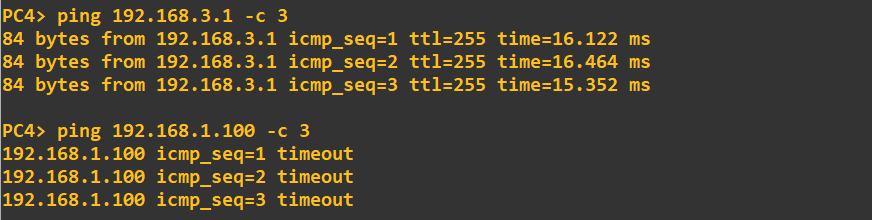 PC4> ping 192.168.3.1 -c 3
84 bytes from 192.168.3.1 icmp_seq=1 ttl=255 time=16.122 ms
84 bytes from 192.168.3.1 icmp_seq=2 ttl=255 time=16.464 ms
84 bytes from 192.168.3.1 icmp_seq=3 ttl=255 time=15.352 ms
PC4> ping 192.168.1.100 -c 3
192.168.1.100 icmp_seq=1 timeout
192.168.1.100 icmp_seq=2 timeout
192.168.1.100 icmp_seq=3 timeout